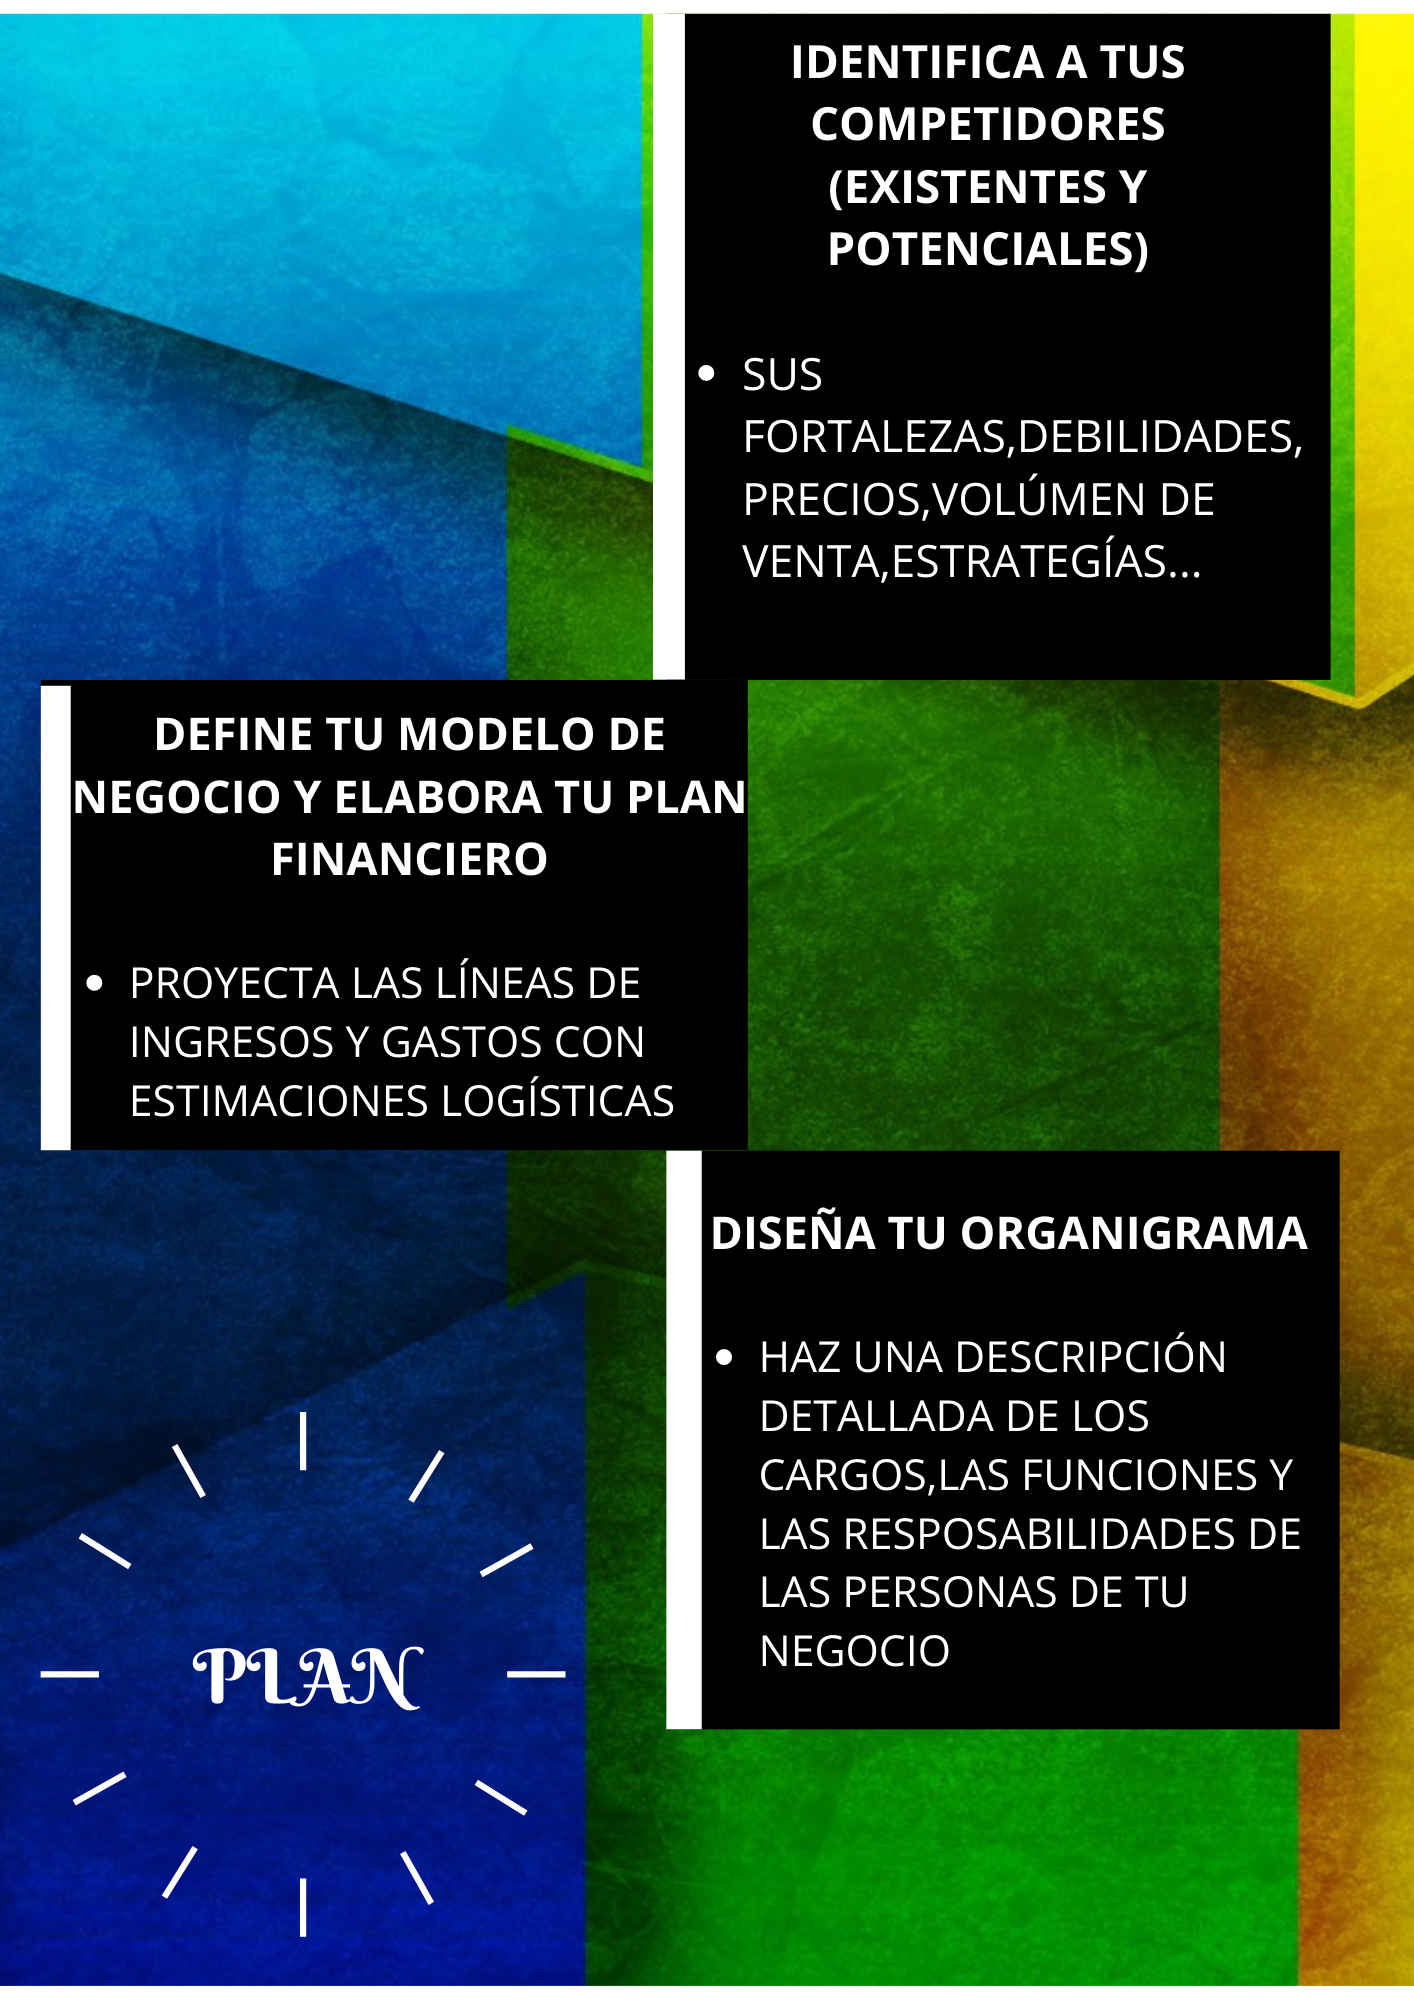 IDENTIFICA A TUS
COMPETIDORES
(EXISTENTES Y
POTENCIALES)
• SUS
FORTALEZAS,DEBILIDADES,
PRECIOS,VOLÚMEN DE
VENTA,ESTRATEGÍAS...
DEFINE TU MODELO DE
NEGOCIO Y ELABORA TU PLAN
FINANCIERO
• PROYECTA LAS LÍNEAS DE
INGRESOS Y GASTOS CON
ESTIMACIONES LOGÍSTICAS
DISEÑA TU ORGANIGRAMA
• HAZ UNA DESCRIPCIÓN
DETALLADA DE LOS
CARGOS,LAS FUNCIONES Y
LAS RESPOSABILIDADES DE
LAS PERSONAS DE TU
NEGOCIO
PLAN